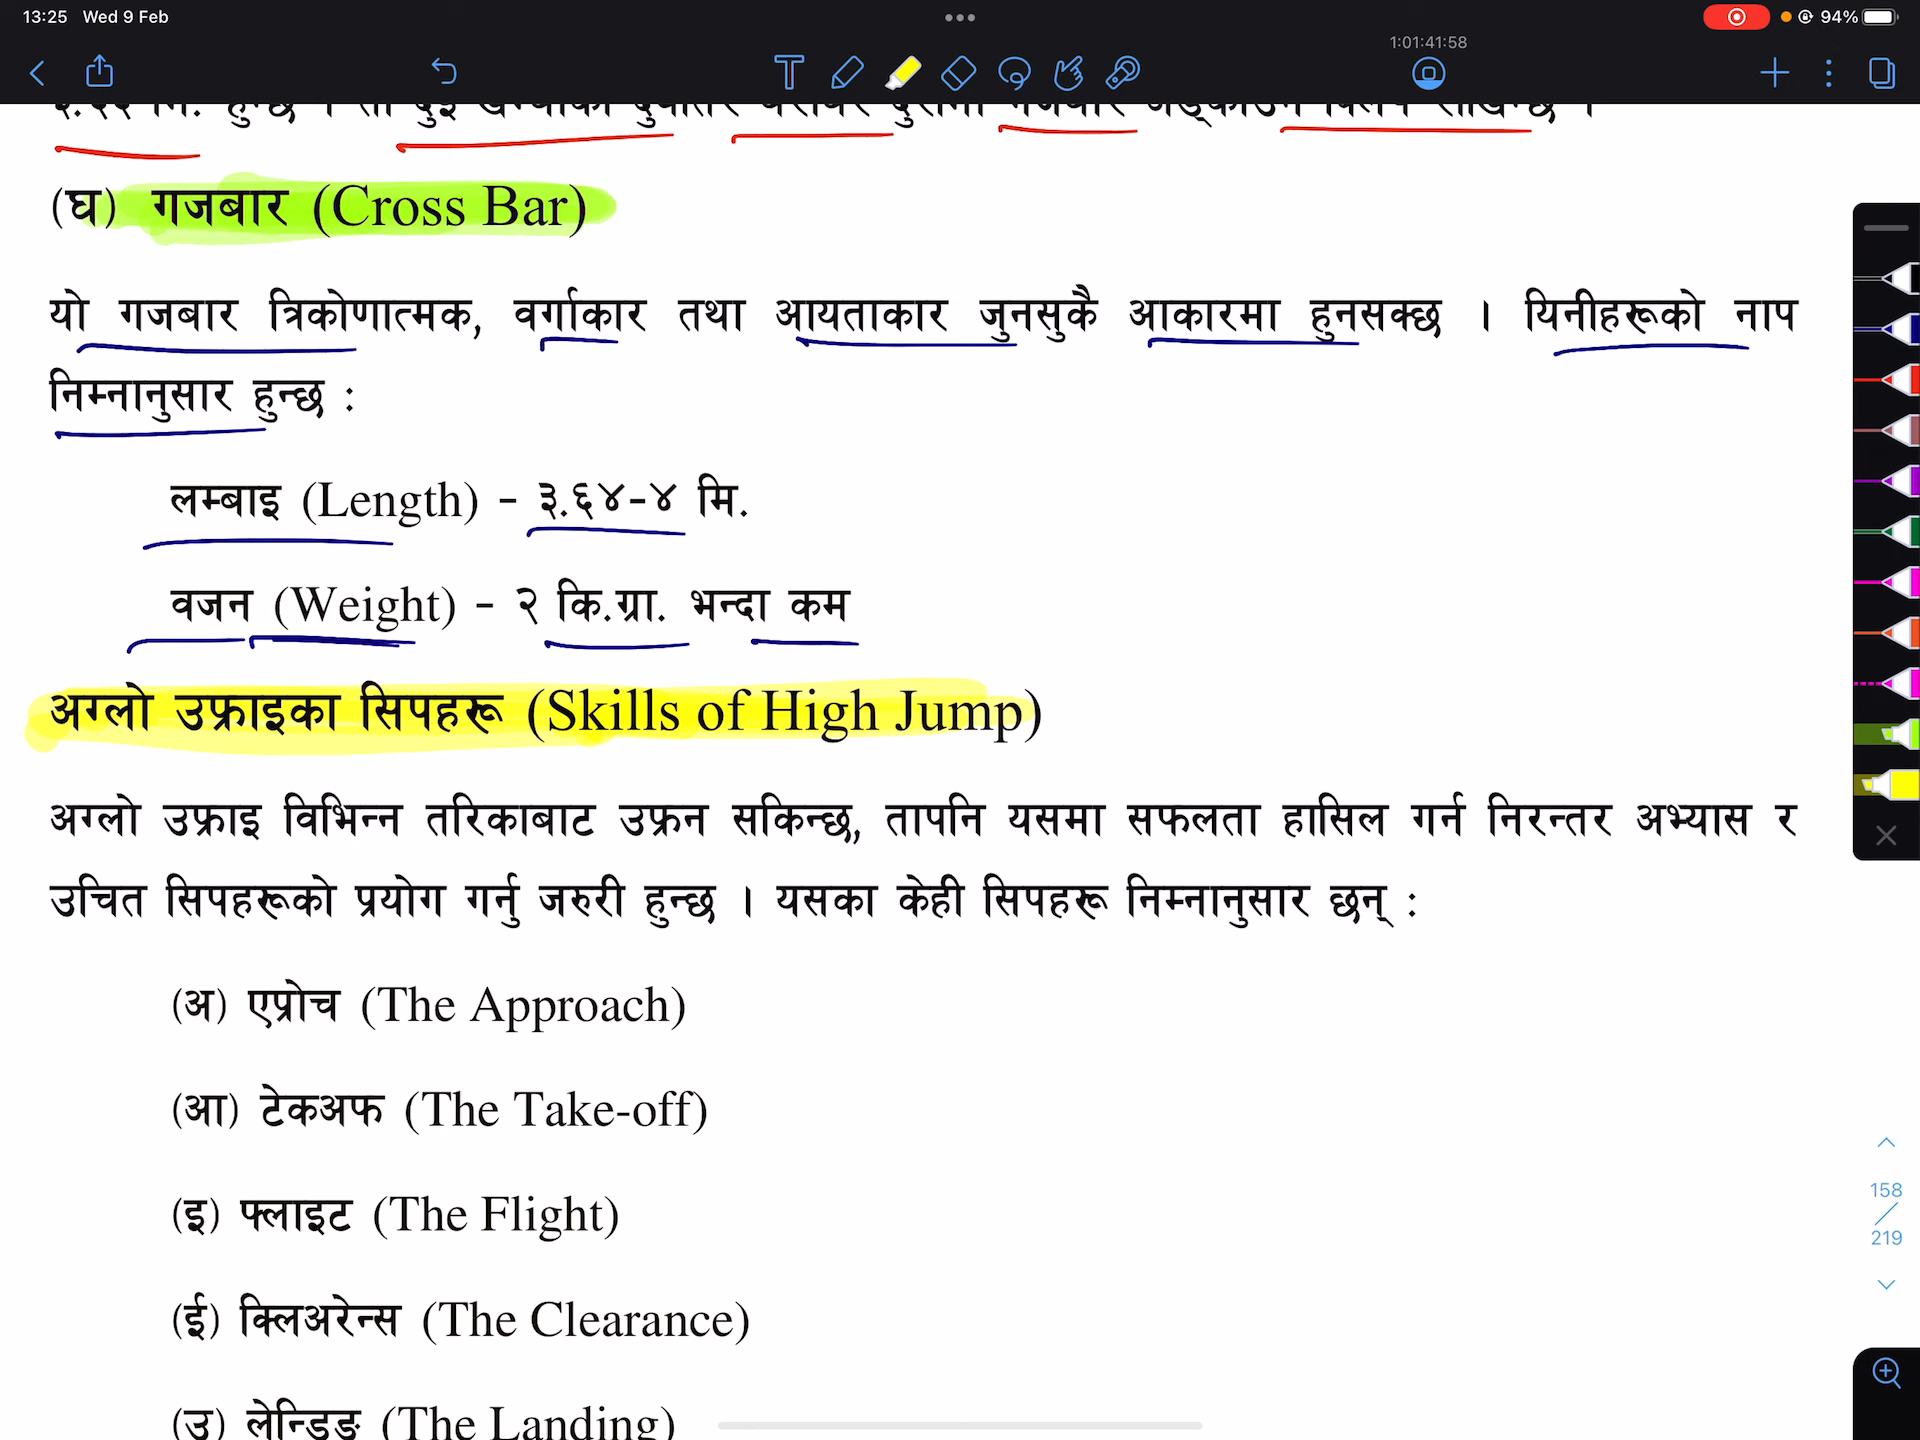 13:25 Wed 9 Feb
94%
1:01:41:58
(घ) गजबार (Cross Bar)
यो गजबार त्रिकोणात्मक, वर्गाकार तथा आयताकार जुनसुकै आकारमा हुनसक्छ । यिनीहरूको नाप
निम्नानुसार हुन्छ :
लम्बाइ (Length) - ३.६४-४ मि.
वजन (Weight) - २ कि.ग्रा. भन्दा कम
अग्लो उफ्राइका सिपहरू (Skills of High Jump)
अग्लो उफ्राइ विभिन्न तरिकाबाट उफ्रन सकिन्छ, तापनि यसमा सफलता हासिल गर्न निरन्तर अभ्यास र
उचित सिपहरूको प्रयोग गर्नु जरुरी हुन्छ । यसका केही सिपहरू निम्नानुसार छन् :
(अ) एप्रोच (The Approach)
(आ) टेकअफ (The Take-off)
(इ) फ्लाइट (The Flight)
(ई) क्लिअरेन्स (The Clearance)
(उ) लेन्डिङ (The Landing)
158
219